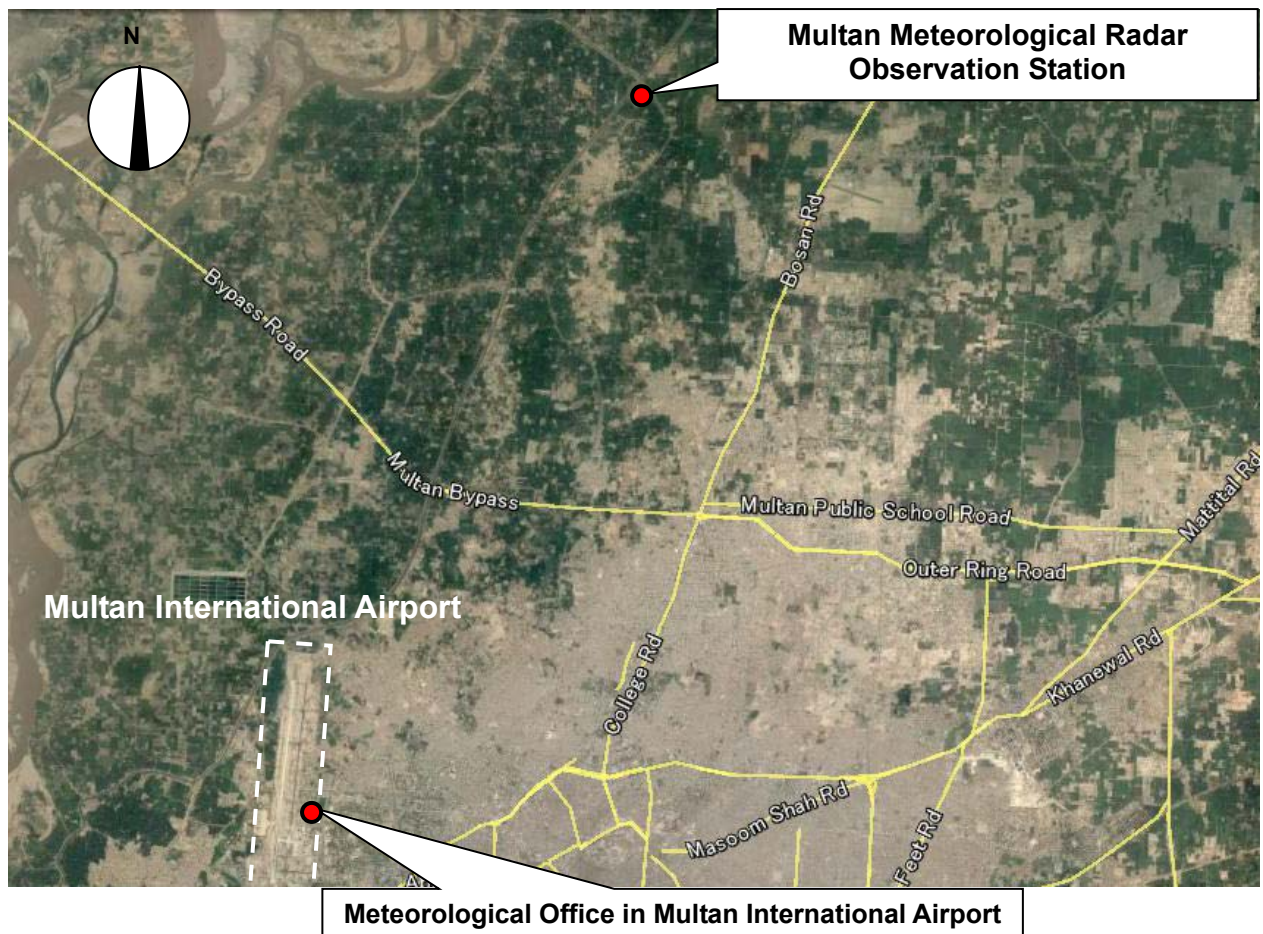 N
Multan Meteorological Radar
Observation Station
Bosan Rd
Bypass Road
Multan Bypass
Multan Public School Road
Mattital Rd
Outer Ring Road
Multan International Airport
College Rd
Khanewal Rd
Masoom Shah Rd
Feet Rd
Meteorological Office in Multan International Airport